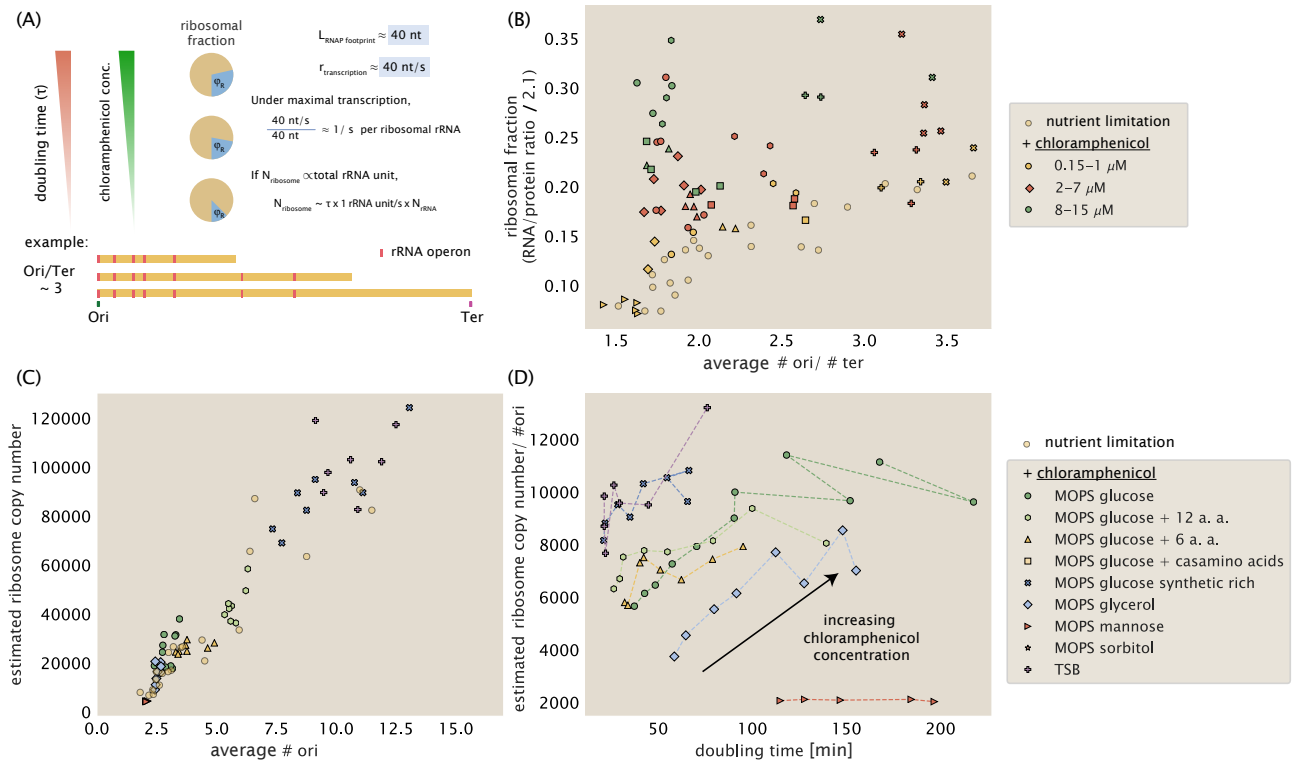 (A)
ribosomal
fraction
doubling time (τ)
chloramphenicol conc.
φR
φR
φR
LRNAP footprint ≈ 40 nt
rtranscription ≈ 40 nt/s
Under maximal transcription,
40 nt/s
40 nt
≈ 1/ s per ribosomal rRNA
If Nribosome ∝total rRNA unit,
Nribosome ~ τ x 1 rRNA unit/s x NrRNA
example:
Ori/Ter
~ 3
rRNA operon
Ori
Ter
(B)
ribosomal fraction
(RNA/protein ratio / 2.1)
0.35
0.30
0.25
0.20
0.15
0.10
1.5 2.0 2.5 3.0 3.5
average # ori/ # ter
nutrient limitation
+ chloramphenicol
0.15–1 μM
2–7 μM
8–15 μM
(C)
estimated ribosome copy number
120000
100000
80000
60000
40000
20000
0
0.0 2.5 5.0 7.5 10.0 12.5 15.0
average # ori
(D)
estimated ribosome copy number/ #ori
12000
10000
8000
6000
4000
2000
increasing
chloramphenicol
concentration
50 100 150 200
doubling time [min]
nutrient limitation
+ chloramphenicol
MOPS glucose
MOPS glucose + 12 a. a.
MOPS glucose + 6 a. a.
MOPS glucose + casamino acids
MOPS glucose synthetic rich
MOPS glycerol
MOPS mannose
MOPS sorbitol
TSB